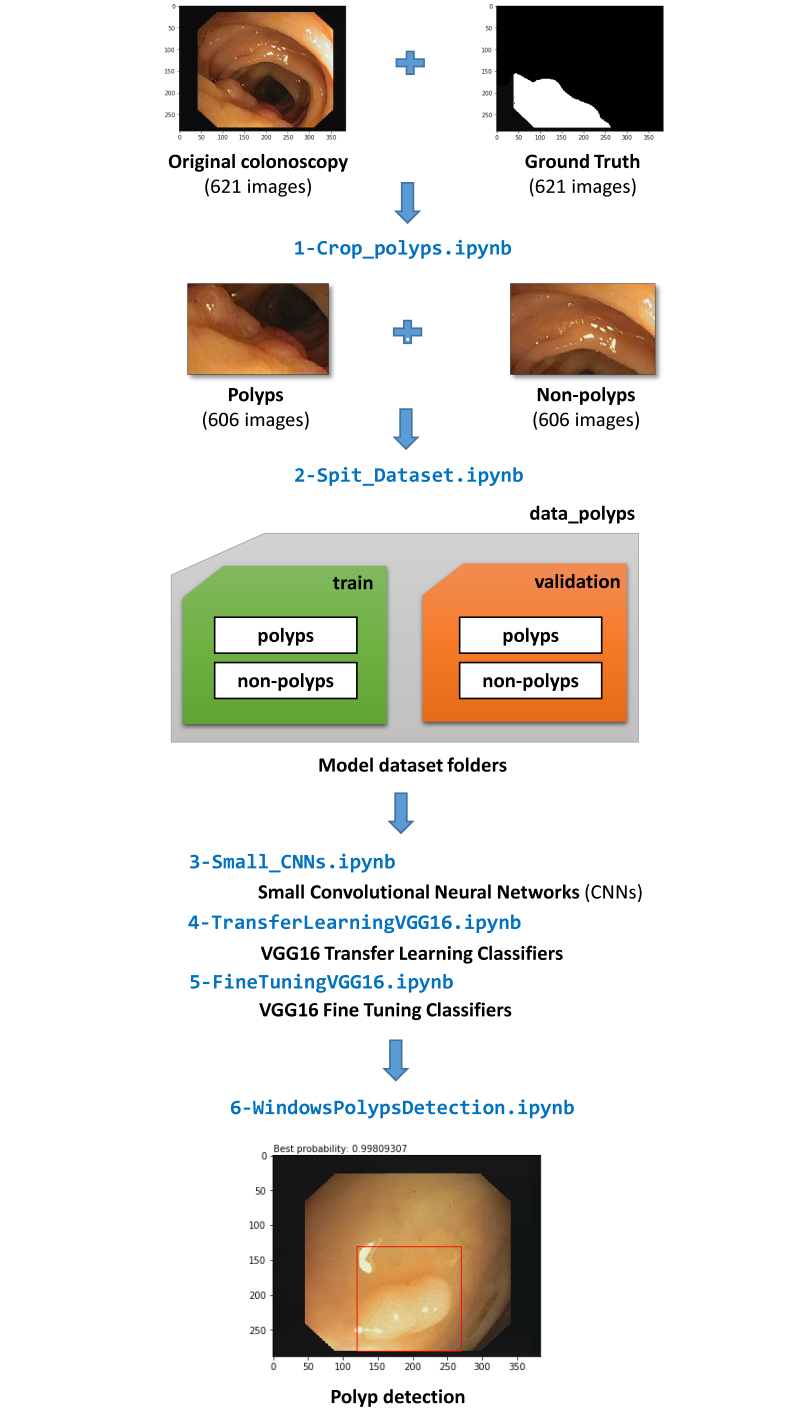 0
50
100
150
200
250
0 50 100 150 200 250 300 350
0
50
100
150
200
250
0 50 100 150 200 250 300 350
Original colonoscopy
(621 images)
Ground Truth
(621 images)
1-Crop_polyps.ipynb
Polyps
(606 images)
Non-polyps
(606 images)
2-Spit_Dataset.ipynb
data_polyps
train
polyps
non-polyps
validation
polyps
non-polyps
Model dataset folders
3-Small_CNNs.ipynb
Small Convolutional Neural Networks (CNNs)
4-TransferLearningVGG16.ipynb
VGG16 Transfer Learning Classifiers
5-FineTuningVGG16.ipynb
VGG16 Fine Tuning Classifiers
6-WindowsPolypsDetection.ipynb
Best probability: 0.99809307
0
50
100
150
200
250
0 50 100 150 200 250 300 350
Polyp detection